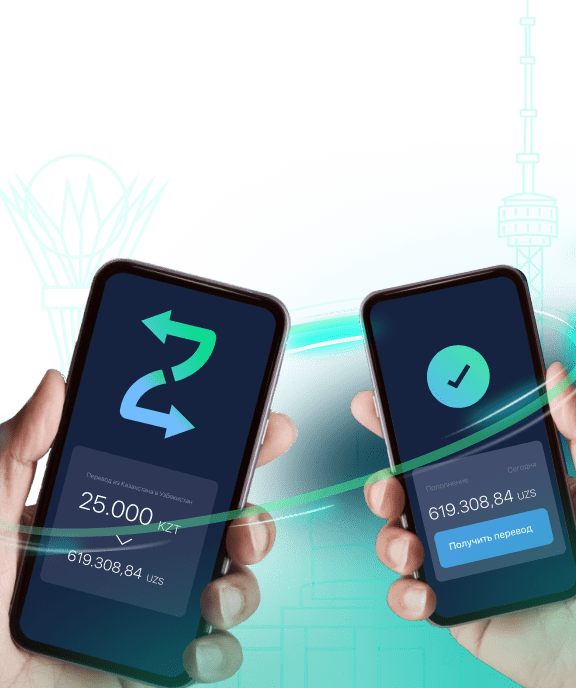 Перевод из Казахстана в Узбекистан
25.000 KZT
619.308,84 UZS
Пополнение
Сегодня
619.308,84 UZS
Получить перевод